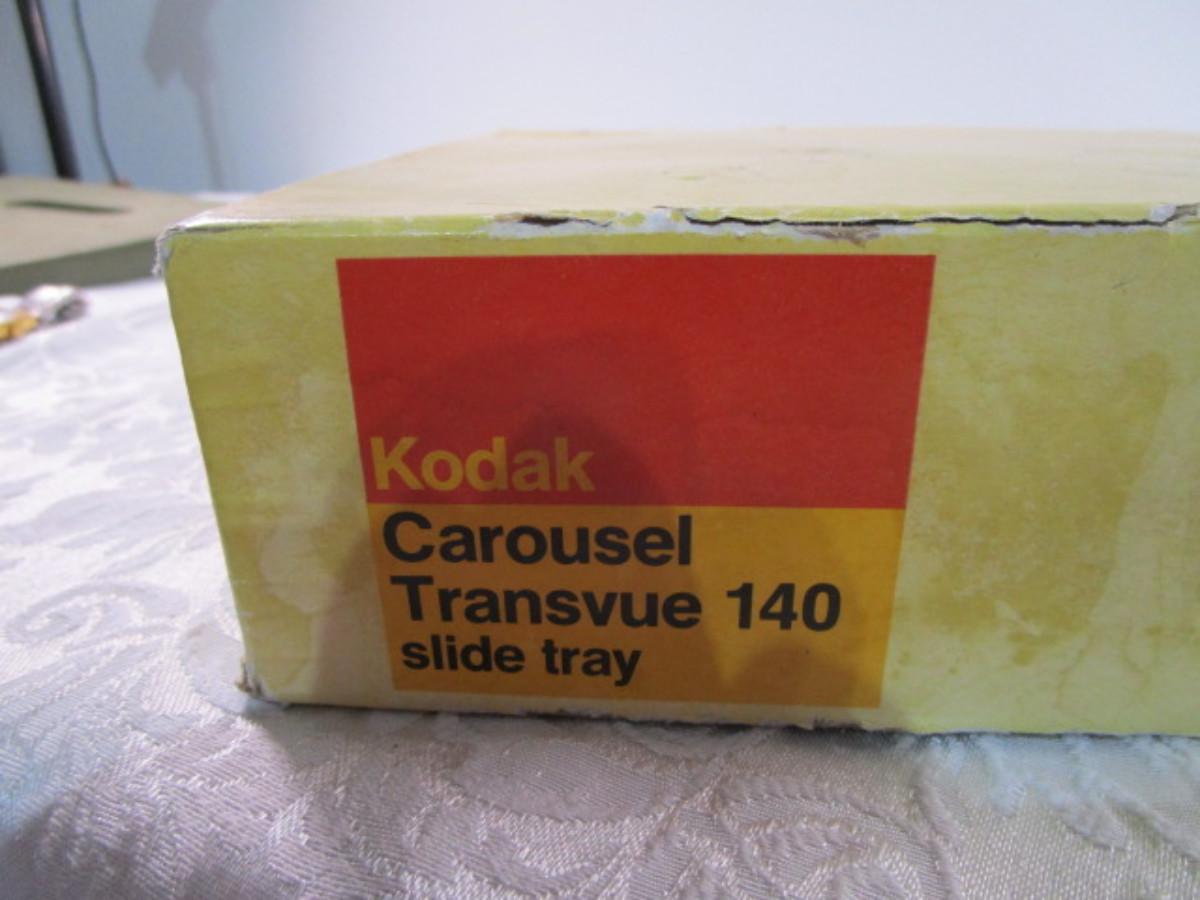 Kodak
Carousel
Transvue 140
slide tray